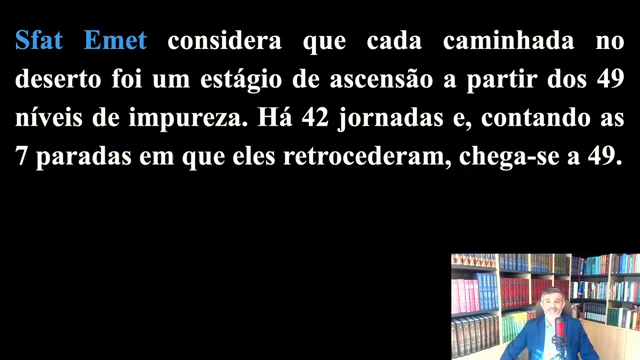 Sfat Emet considera que cada caminhada no
deserto foi um estágio de ascensão a partir dos 49
níveis de impureza. Há 42 jornadas e, contando as
7 paradas em que eles retrocederam, chega-se a 49.